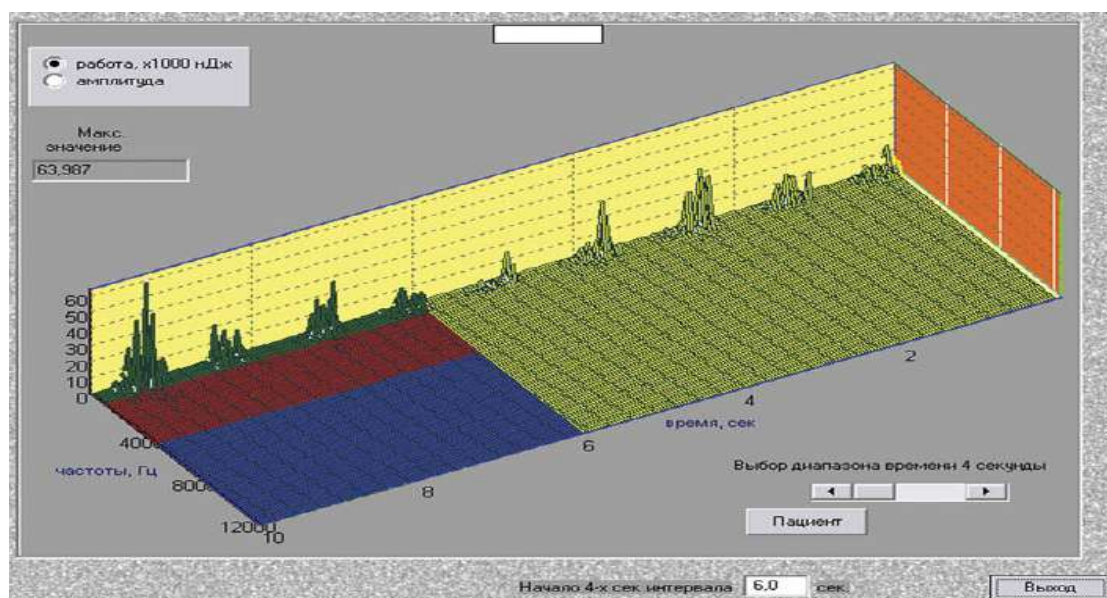 работа, х1000 нДж
амплитуда
Макс.
значение
63,987
60
50
40
30
20
10
0
2
4
время, сек
4000
6
частоты, Гц
Выбор диапазона времени 4 секунды
8000
8
12000
10
Пациент
Начало 4-х сек интервала 6,0 сек.
Выход